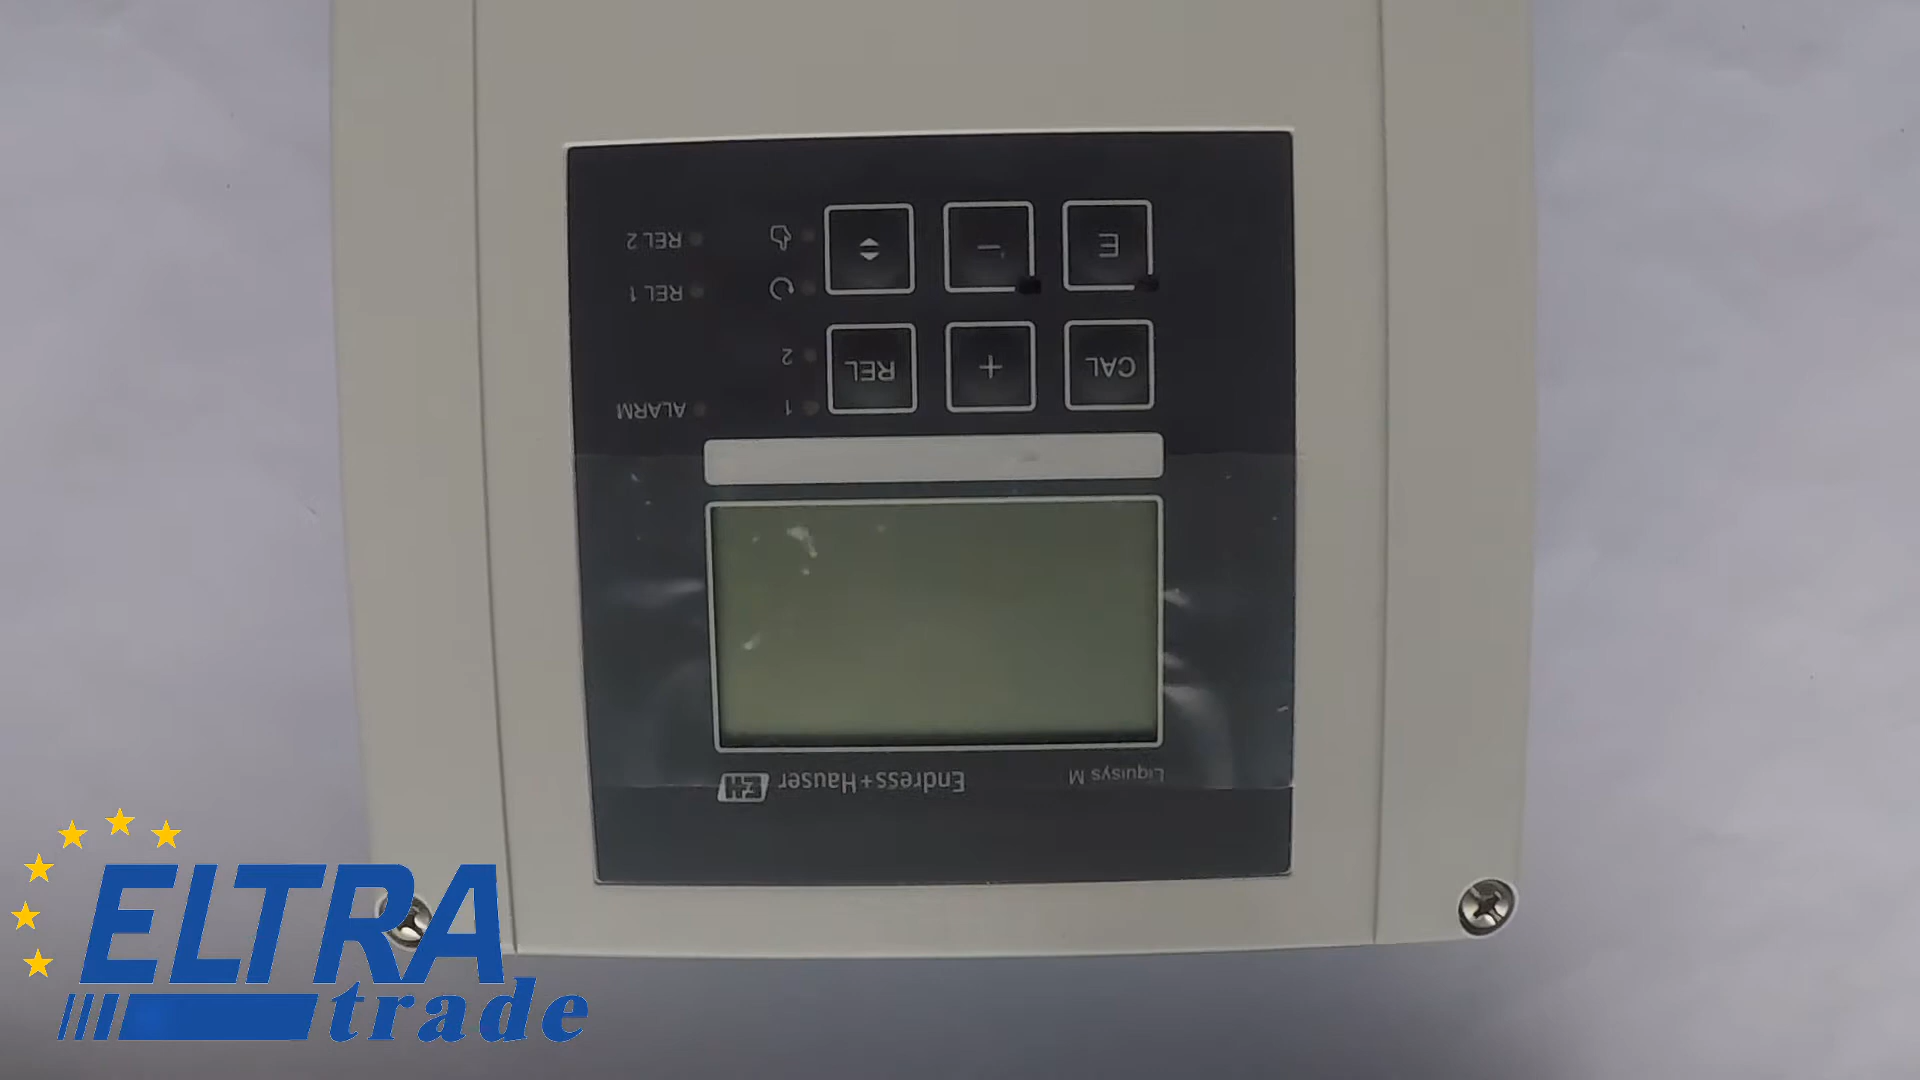 Liquisys M Endress+Hauser E+H
CAL + REL 1 ALARM
2
E - REL 1
REL 2
ELTRA
trade